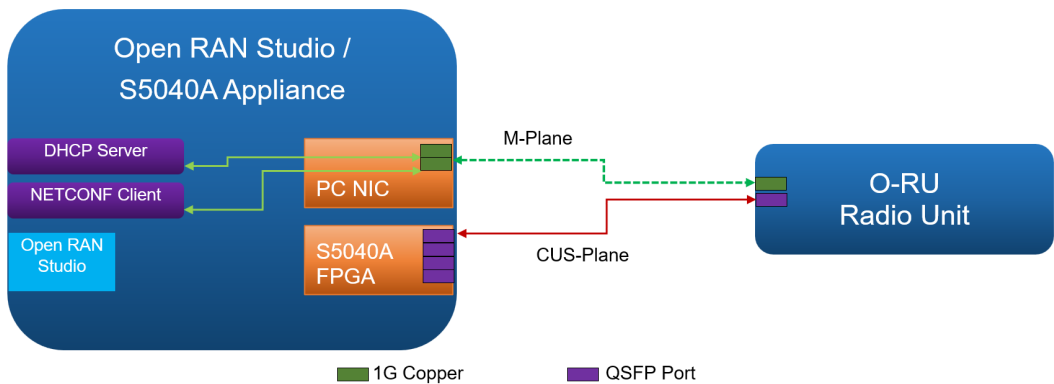 Open RAN Studio /
S5040A Appliance
DHCP Server
NETCONF Client
Open RAN
Studio
PC NIC
S5040A
FPGA
M-Plane
CUS-Plane
O-RU
Radio Unit
1G Copper
QSFP Port